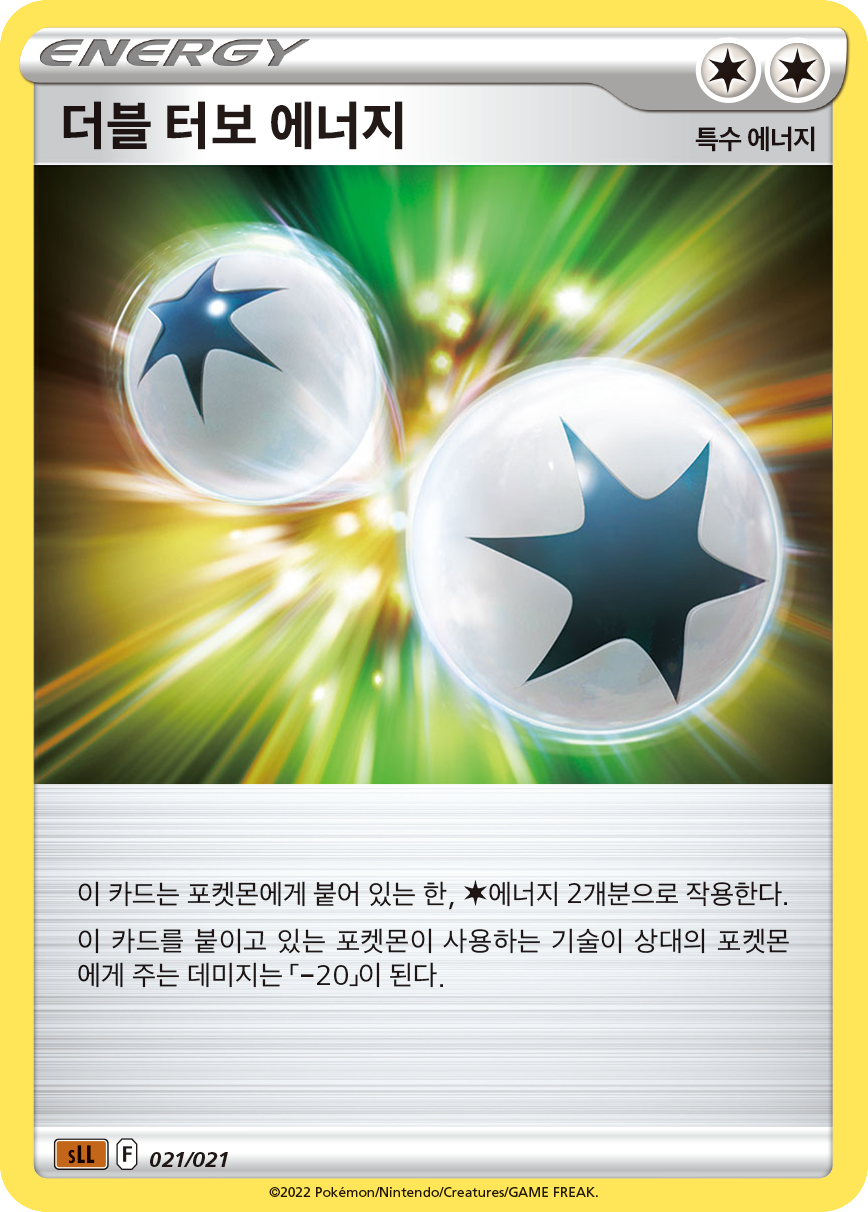 ENERGY
더블 터보 에너지
특수 에너지
이 카드는 포켓몬에게 붙어 있는 한, ✶에너지 2개분으로 작용한다.
이 카드를 붙이고 있는 포켓몬이 사용하는 기술이 상대의 포켓몬
에게 주는 데미지는 「-20」이 된다.
sLL F 021/021
©2022 Pokémon/Nintendo/Creatures/GAME FREAK.